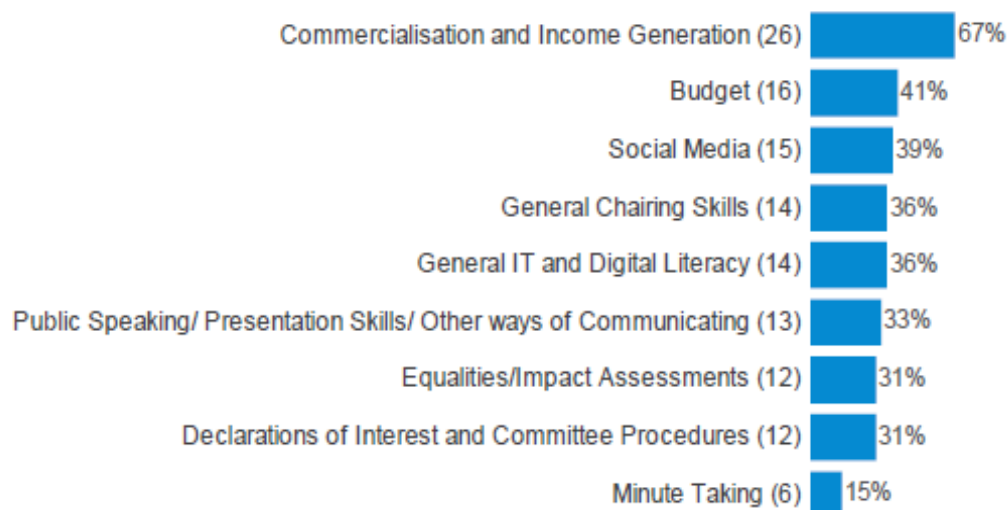 Commercialisation and Income Generation (26) 67%
Budget (16) 41%
Social Media (15) 39%
General Chairing Skills (14) 36%
General IT and Digital Literacy (14) 36%
Public Speaking/ Presentation Skills/ Other ways of Communicating (13) 33%
Equalities/Impact Assessments (12) 31%
Declarations of Interest and Committee Procedures (12) 31%
Minute Taking (6) 15%